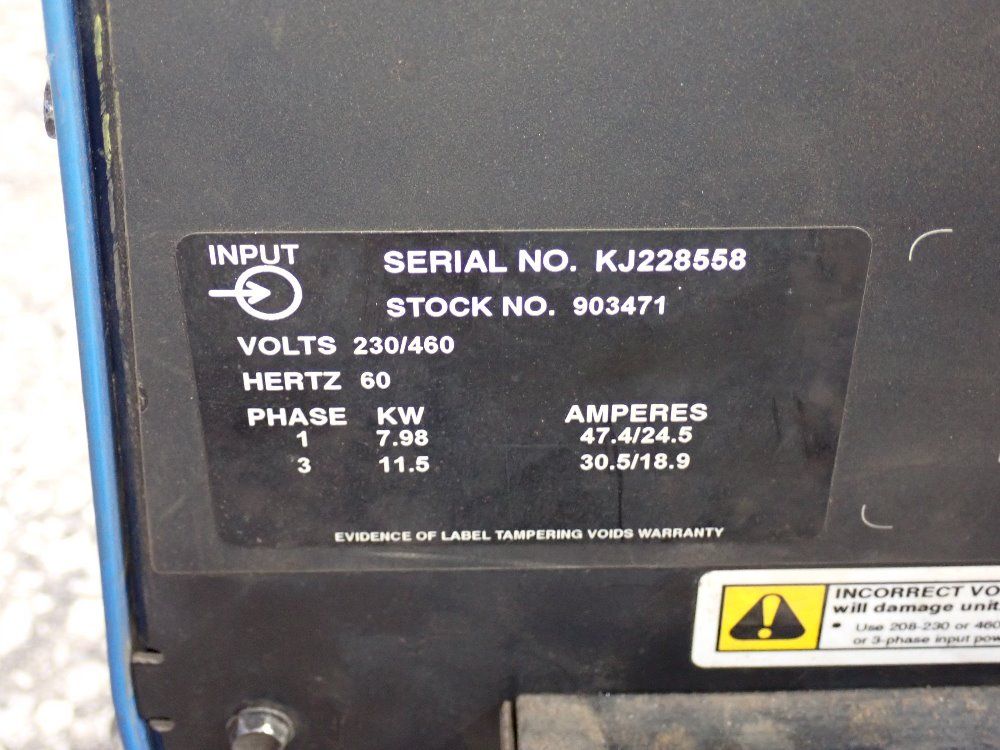 INPUT
SERIAL NO. KJ228558
STOCK NO. 903471
VOLTS 230/460
HERTZ 60
PHASE KW AMPERES
1 7.98 47.4/24.5
3 11.5 30.5/18.9
EVIDENCE OF LABEL TAMPERING VOIDS WARRANTY
INCORRECT VO
will damage unit.
• Use 208-230 or 460
or 3-phase input pow